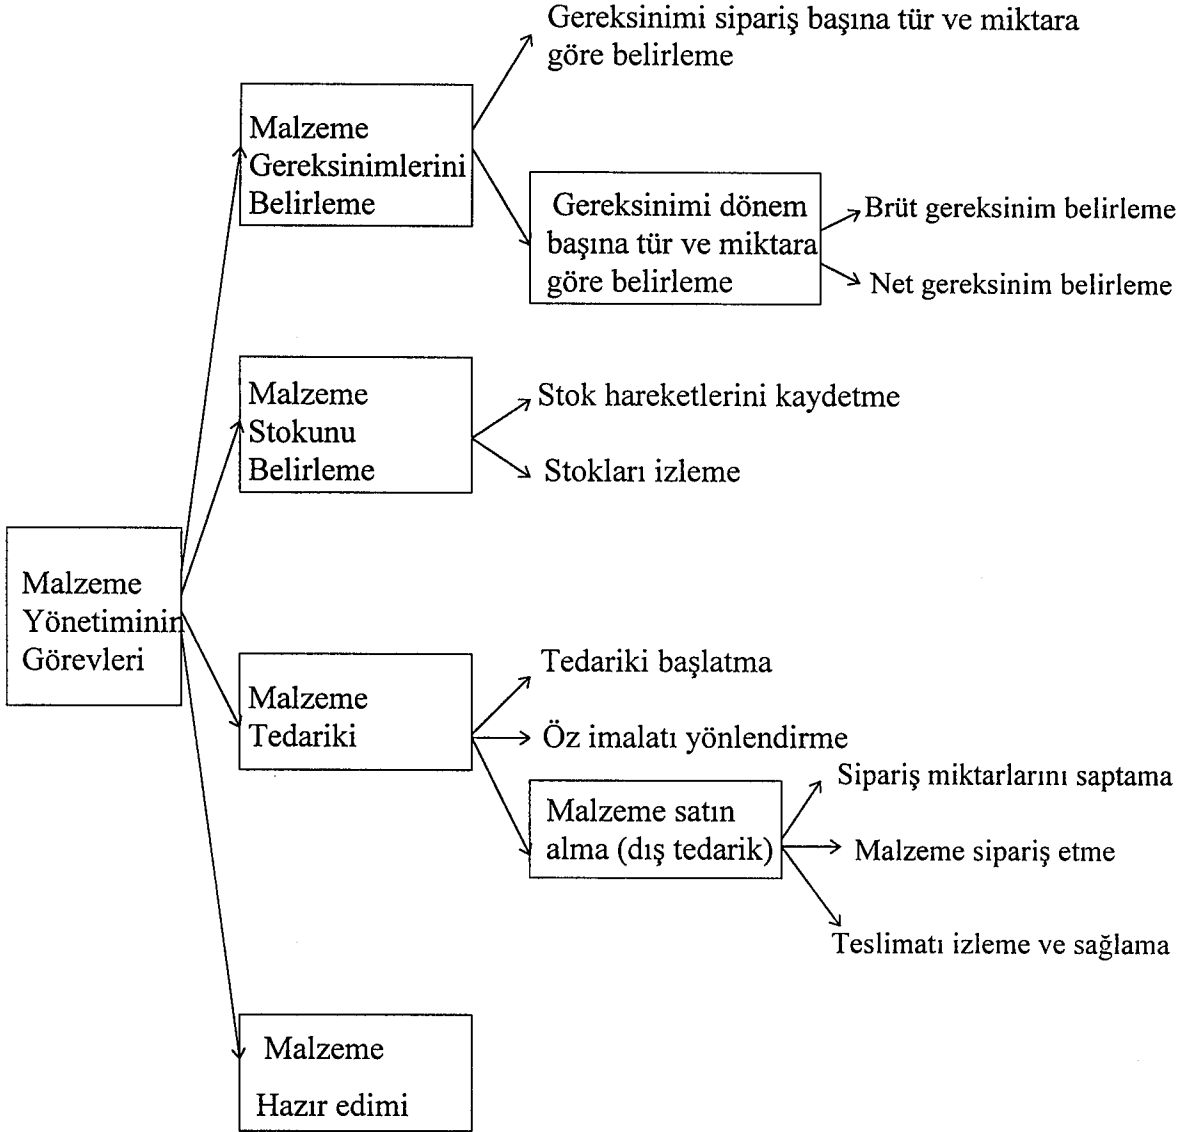 Gereksinimi sipariş başına tür ve miktara
göre belirleme
Malzeme
Gereksinimlerini
Belirleme
Gereksinimi dönem
başına tür ve miktara
göre belirleme
Brüt gereksinim belirleme
Net gereksinim belirleme
Malzeme
Stokunu
Belirleme
Stok hareketlerini kaydetme
Stokları izleme
Malzeme
Yönetiminin
Görevleri
Malzeme
Tedariki
Tedariki başlatma
Öz imalatı yönlendirme
Malzeme satın
alma (dış tedarik)
Sipariş miktarlarını saptama
Malzeme sipariş etme
Teslimatı izleme ve sağlama
Malzeme
Hazır edimi